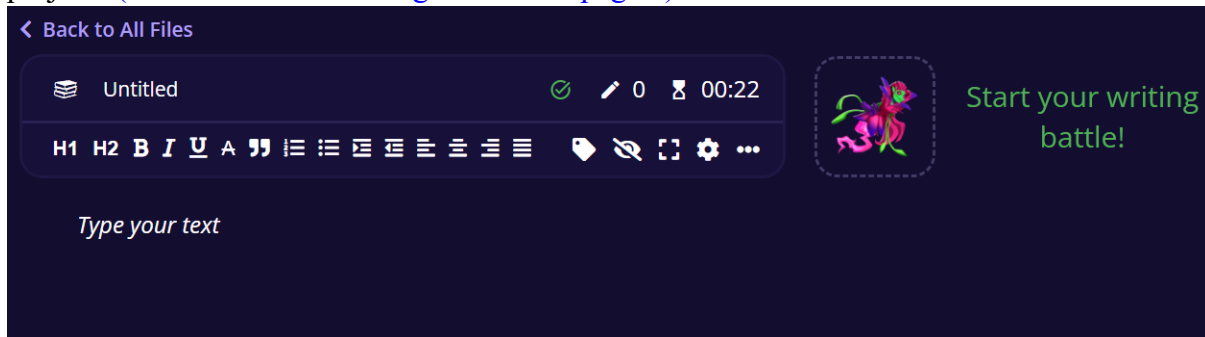 Back to All Files
Untitled 0 00:22
Start your writing
battle!
H1 H2 B I U A
Type your text